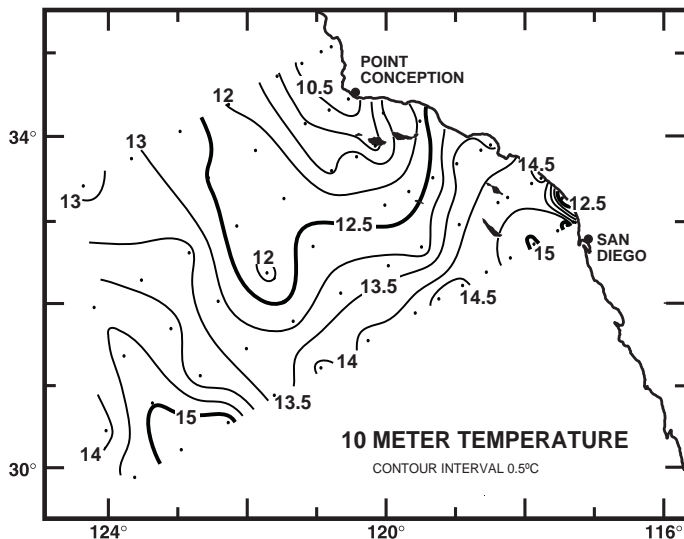 POINT
CONCEPTION
10.5
12
34°
13
14.5
13
12.5
12.5
SAN
DIEGO
15
12
13.5
14.5
14
13.5
15
10 METER TEMPERATURE
14
CONTOUR INTERVAL 0.5ºC
30°
124° 120° 116°